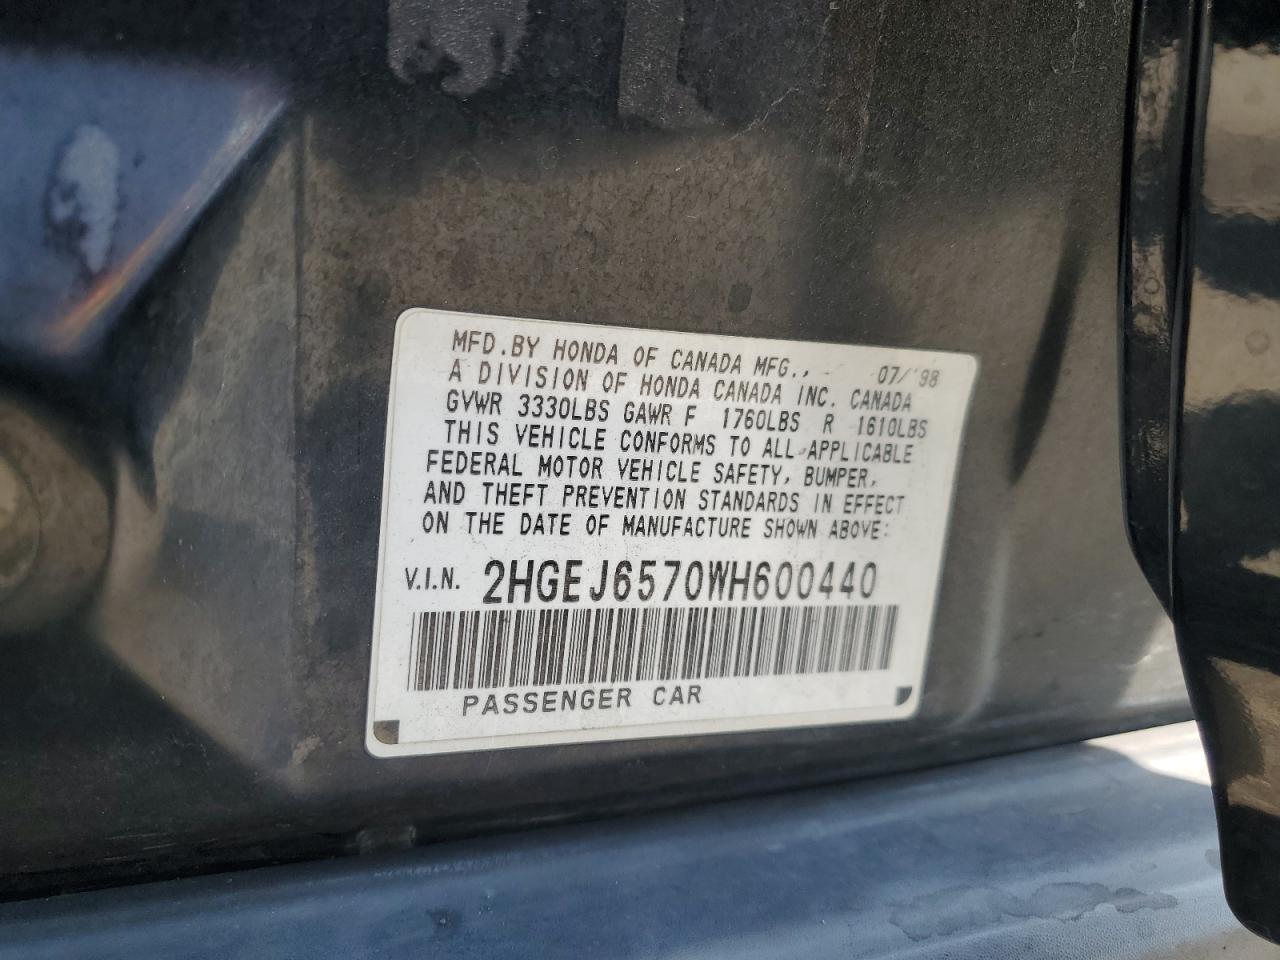 MFD.BY HONDA OF CANADA MFG., 07/'98
A DIVISION OF HONDA CANADA INC. CANADA
GVWR 3330LBS GAWR F 1760LBS R 1610LBS
THIS VEHICLE CONFORMS TO ALL APPLICABLE
FEDERAL MOTOR VEHICLE SAFETY, BUMPER,
AND THEFT PREVENTION STANDARDS IN EFFECT
ON THE DATE OF MANUFACTURE SHOWN ABOVE:
V.I.N. 2HGEJ6570WH600440
PASSENGER CAR